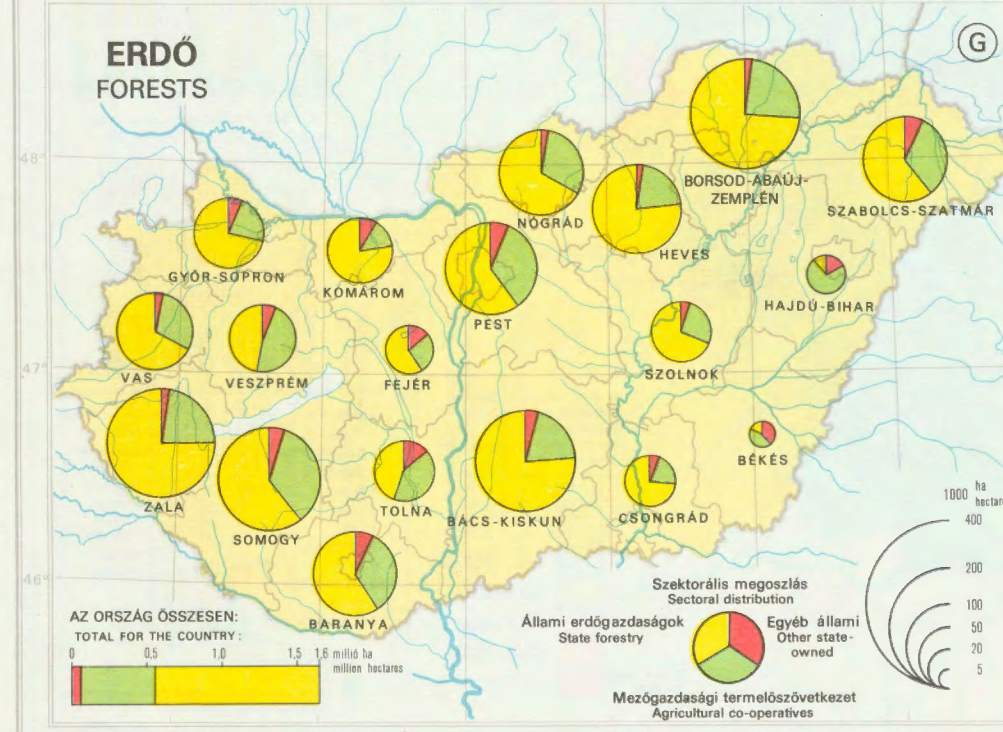 ERDŐ
FORESTS
G
48°
47°
46°
BORSOD-ABAÚJ-
ZEMPLÉN
SZABOLCS-SZATMÁR
NÓGRÁD
HEVES
GYŐR-SOPRON
KOMÁROM
HAJDÚ-BIHAR
PEST
VAS
VESZPRÉM
FEJÉR
SZOLNOK
BÉKÉS
ZALA
SOMOGY
TOLNA
BÁCS-KISKUN
CSONGRÁD
BARANYA
AZ ORSZÁG ÖSSZESEN:
TOTAL FOR THE COUNTRY:
0 0,5 1,0 1,5 1,6 millió ha
million hectares
Szektorális megoszlás
Sectoral distribution
Állami erdőgazdaságok
State forestry
Egyéb állami
Other state-
owned
Mezőgazdasági termelőszövetkezet
Agricultural co-operatives
1000 ha
400
200
100
50
20
5